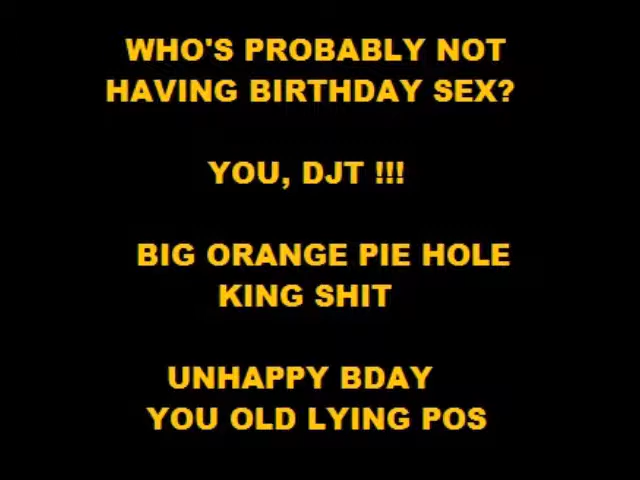 WHO'S PROBABLY NOT
HAVING BIRTHDAY SEX?
YOU, DJT !!!
BIG ORANGE PIE HOLE
KING SHIT
UNHAPPY BDAY
YOU OLD LYING POS